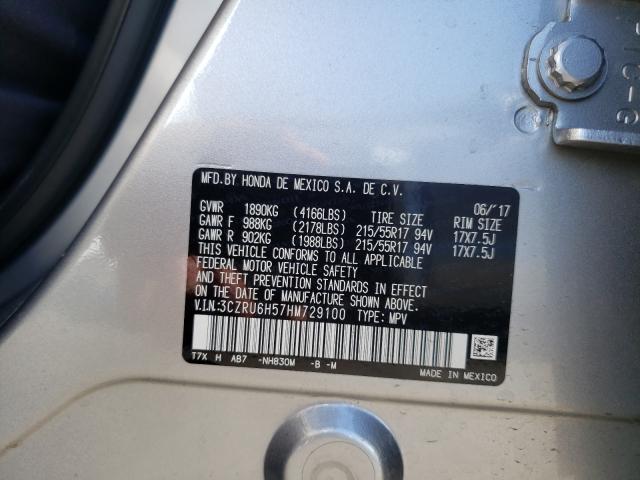 MFD.BY HONDA DE MEXICO S.A. DE C.V.
06/'17
GVWR 1890KG (4166LBS) TIRE SIZE RIM SIZE
GAWR F 988KG (2178LBS) 215/55R17 94V 17X7.5J
GAWR R 902KG (1988LBS) 215/55R17 94V 17X7.5J
THIS VEHICLE CONFORMS TO ALL APPLICABLE
FEDERAL MOTOR VEHICLE SAFETY
AND THEFT PREVENTION STANDARDS IN EFFECT
ON THE DATE OF MANUFACTURE SHOWN ABOVE.
V.I.N.:3CZRU6H57HM729100 TYPE: MPV
T7X H AB7 -NH830M -B -M
MADE IN MEXICO